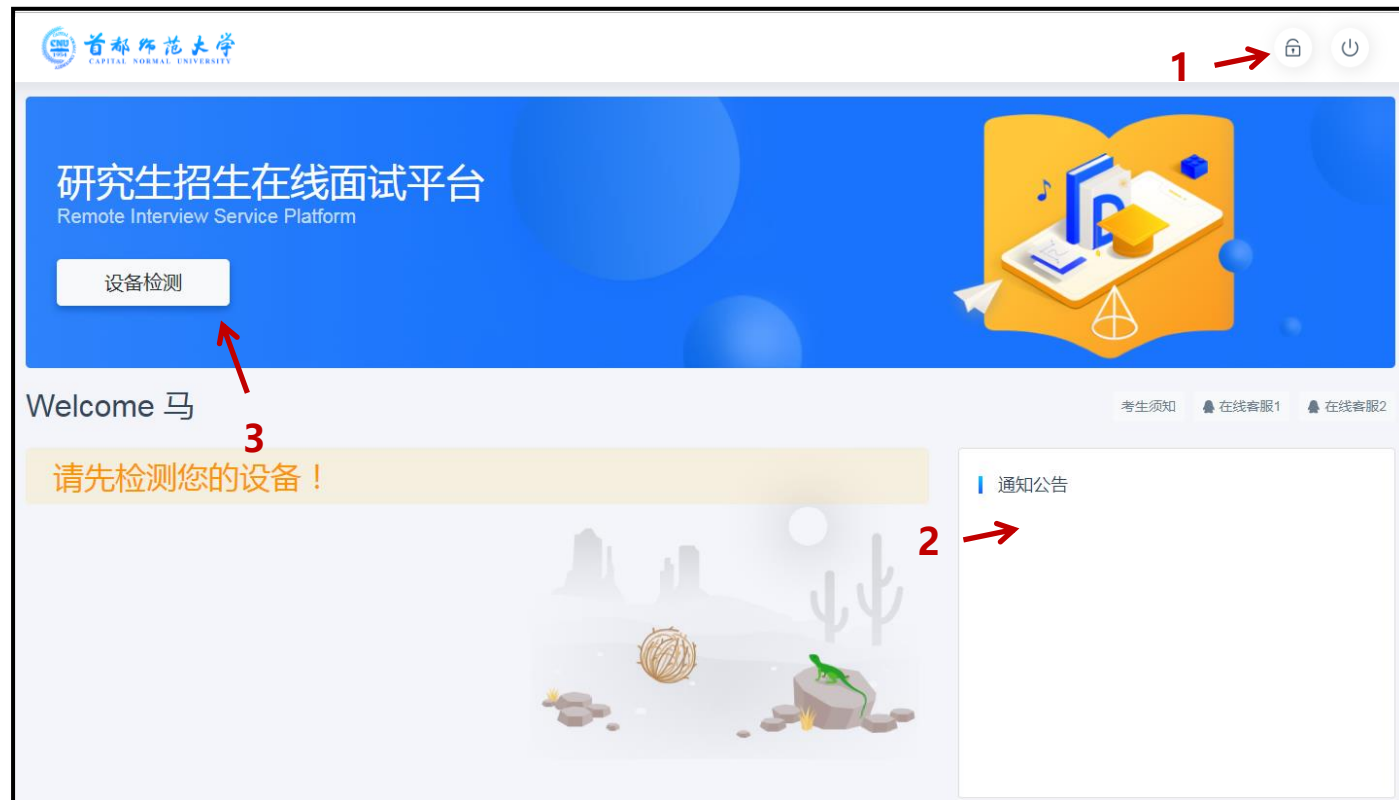 首都师范大学
CAPITAL NORMAL UNIVERSITY
1
研究生招生在线面试平台
Remote Interview Service Platform
设备检测
3
Welcome 马
考生须知 在线客服1 在线客服2
请先检测您的设备！
通知公告
2